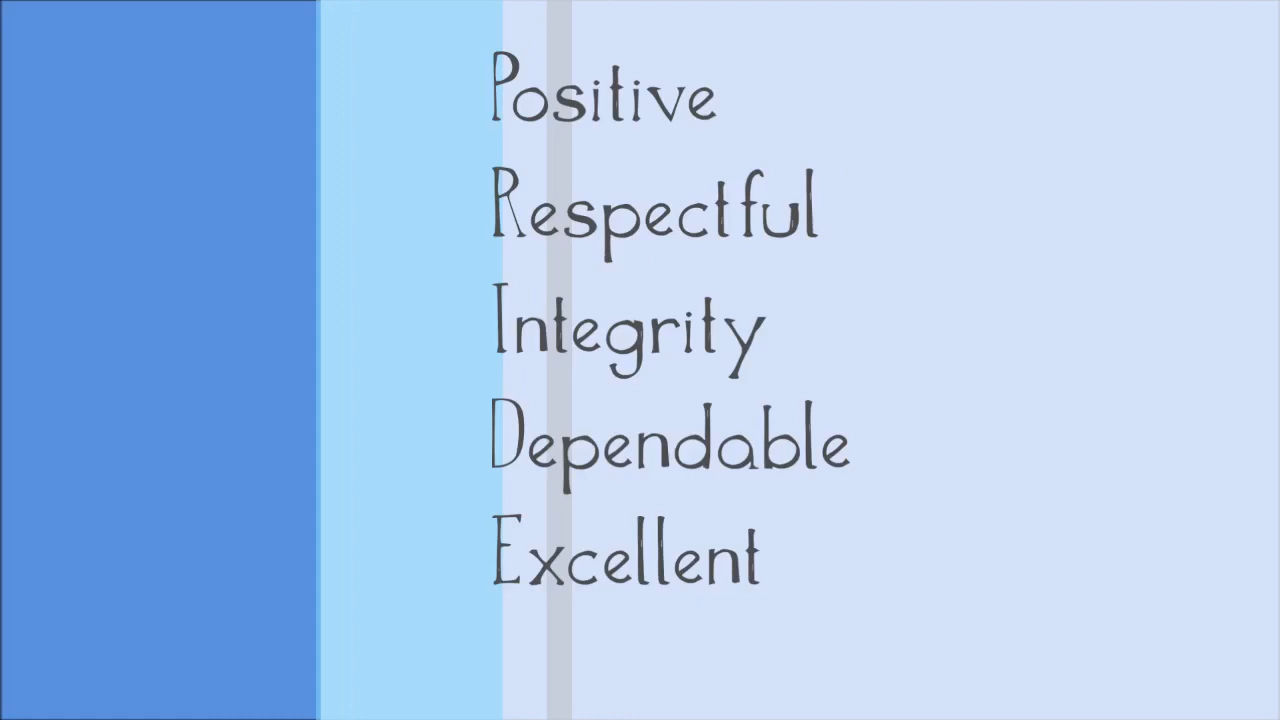 Positive
Respectful
Integrity
Dependable
Excellent